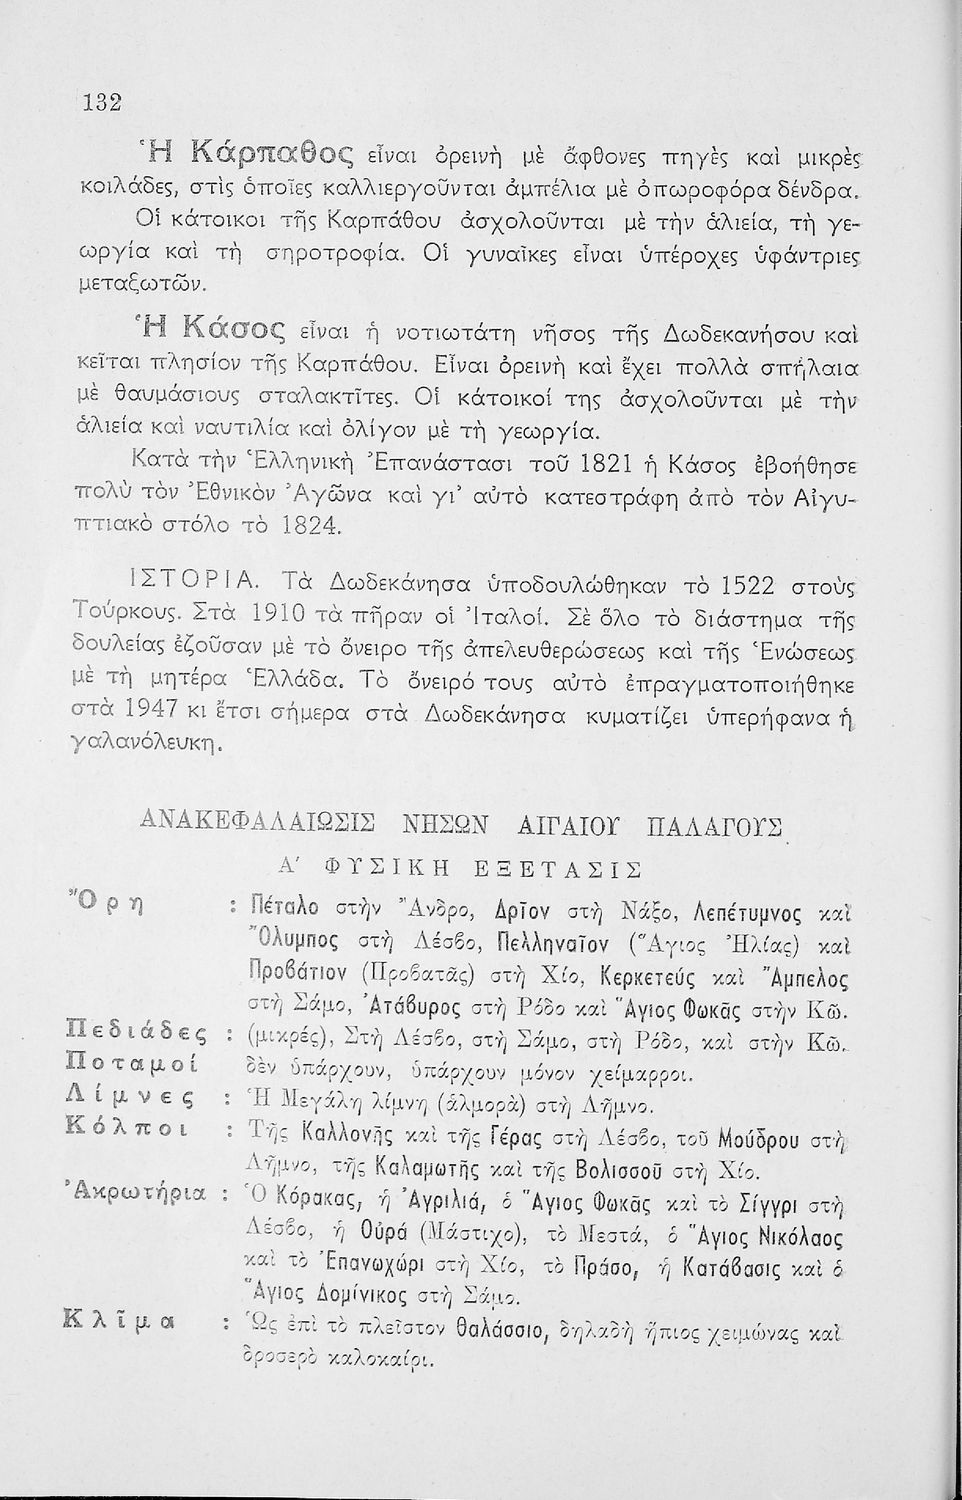 132
Ἡ Κάρπαθος εἶναι ὀρεινὴ μὲ ἄφθονες πηγὲς καὶ μικρὲς
κοιλάδες, στὶς ὁποῖες καλλιεργοῦνται ἀμπέλια μὲ ὀπωροφόρα δένδρα.
Οἱ κάτοικοι τῆς Καρπάθου ἀσχολοῦνται μὲ τὴν ἁλιεία, τὴ γε-
ωργία καὶ τὴ σηροτροφία. Οἱ γυναῖκες εἶναι ὑπέροχες ὑφάντριες
μεταξωτῶν.
Ἡ Κάσος εἶναι ἡ νοτιωτάτη νῆσος τῆς Δωδεκανήσου καὶ
κεῖται πλησίον τῆς Καρπάθου. Εἶναι ὀρεινὴ καὶ ἔχει πολλὰ σπήλαια
μὲ θαυμάσιους σταλακτῖτες. Οἱ κάτοικοί της ἀσχολοῦνται μὲ τὴν
ἁλιεία καὶ ναυτιλία καὶ ὀλίγον μὲ τὴ γεωργία.
Κατὰ τὴν Ἑλληνικὴ Ἐπανάστασι τοῦ 1821 ἡ Κάσος ἐβοήθησε
πολὺ τὸν Ἐθνικὸν Ἀγῶνα καὶ γι’ αὐτὸ κατεστράφη ἀπὸ τὸν Αἰγυ-
πτιακὸ στόλο τὸ 1824.
ΙΣΤΟΡΙΑ. Τὰ Δωδεκάνησα ὑποδουλώθηκαν τὸ 1522 στοὺς
Τούρκους. Στὰ 1910 τὰ πῆραν οἱ Ἰταλοί. Σὲ ὅλο τὸ διάστημα τῆς
δουλείας ἐζοῦσαν μὲ τὸ ὄνειρο τῆς ἀπελευθερώσεως καὶ τῆς Ἑνώσεως
μὲ τὴ μητέρα Ἑλλάδα. Τὸ ὄνειρό τους αὐτὸ ἐπραγματοποιήθηκε
στὰ 1947 κι ἔτσι σήμερα στὰ Δωδεκάνησα κυματίζει ὑπερήφανα ἡ
γαλανόλευκη.
ΑΝΑΚΕΦΑΛΑΙΩΣΙΣ ΝΗΣΩΝ ΑΙΓΑΙΟΥ ΠΑΛΑΓΟΥΣ
Α΄ ΦΥΣΙΚΗ ΕΞΕΤΑΣΙΣ
Ὄρη : Πέταλο στὴν Ἄνδρο, Δρῖον στὴ Νάξο, Λεπέτυμνος καὶ
Ὄλυμπος στὴ Λέσβο, Πελληναῖον (Ἅγιος Ἠλίας) καὶ
Προβάτιον (Προβατᾶς) στὴ Χίο, Κερκετεύς καὶ Ἄμπελος
στὴ Σάμο, Ἀτάβυρος στὴ Ρόδο καὶ Ἅγιος Φωκᾶς στὴν Κῶ.
Πεδιάδες : (μικρές), Στὴ Λέσβο, στὴ Σάμο, στὴ Ρόδο, καὶ στὴν Κῶ.
Ποταμοί δὲν ὑπάρχουν, ὑπάρχουν μόνον χείμαρροι.
Λίμνες : Ἡ Μεγάλη λίμνη (ἁλμορὰ) στὴ Λῆμνο.
Κόλποι : Τῆς Καλλονῆς καὶ τῆς Γέρας στὴ Λέσβο, τοῦ Μούδρου στὴ
Λῆμνο, τῆς Καλαμωτῆς καὶ τῆς Βολισσοῦ στὴ Χίο.
Ἀκρωτήρια : Ὁ Κόρακας, ἡ Ἀγριλιά, ὁ Ἅγιος Φωκᾶς καὶ τὸ Σίγγρι στὴ
Λέσβο, ἡ Οὐρά (Μάστιχο), τὸ Μεστά, ὁ Ἅγιος Νικόλαος
καὶ τὸ Ἐπανωχώρι στὴ Χίο, τὸ Πράσο, ἡ Κατάβασις καὶ ὁ
Ἅγιος Δομίνικος στὴ Σάμο.
Κλῖμα : Ὡς ἐπὶ τὸ πλεῖστον θαλάσσιο, δηλαδὴ ἤπιος χειμώνας καὶ
δροσερὸ καλοκαίρι.